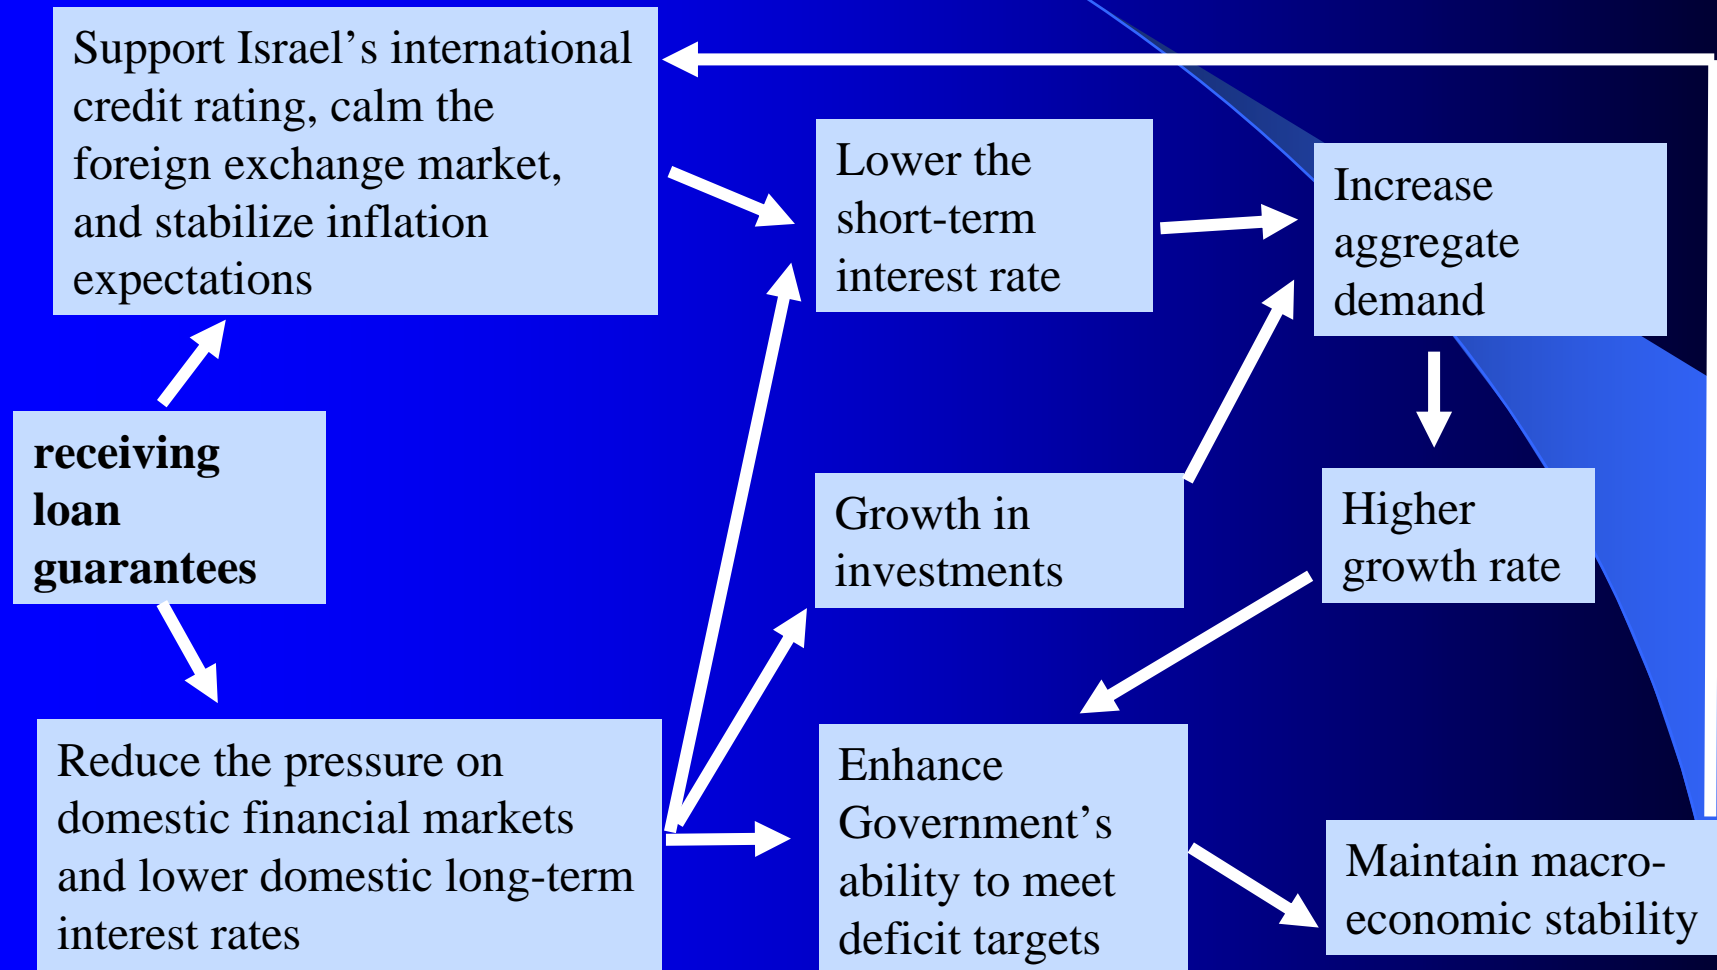 Support Israel’s international
credit rating, calm the
foreign exchange market,
and stabilize inflation
expectations
Lower the
short-term
interest rate
Increase
aggregate
demand
receiving
loan
guarantees
Growth in
investments
Higher
growth rate
Reduce the pressure on
domestic financial markets
and lower domestic long-term
interest rates
Enhance
Government’s
ability to meet
deficit targets
Maintain macro-
economic stability